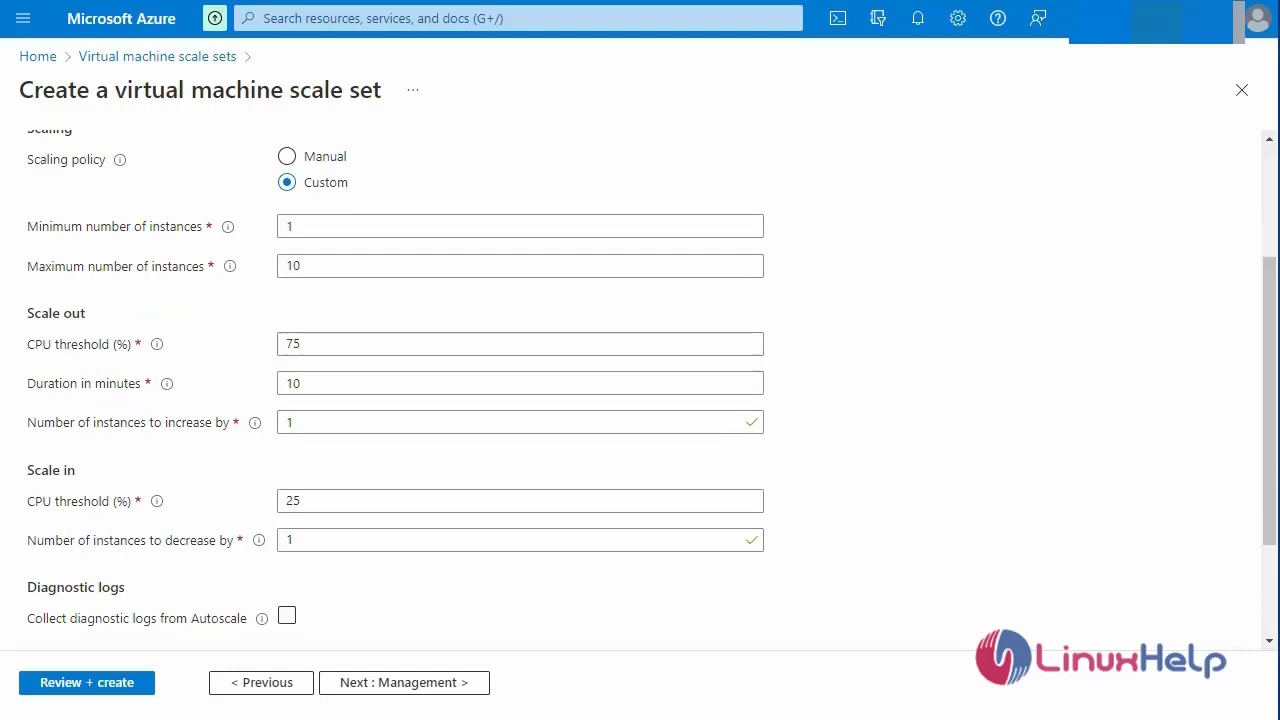 Microsoft Azure
Search resources, services, and docs (G+/)
Home > Virtual machine scale sets >
Create a virtual machine scale set ...
Scaling
Scaling policy
Manual
Custom
Minimum number of instances * 1
Maximum number of instances * 10
Scale out
CPU threshold (%) * 75
Duration in minutes * 10
Number of instances to increase by * 1
Scale in
CPU threshold (%) * 25
Number of instances to decrease by * 1
Diagnostic logs
Collect diagnostic logs from Autoscale
LinuxHelp
Review + create
< Previous
Next : Management >